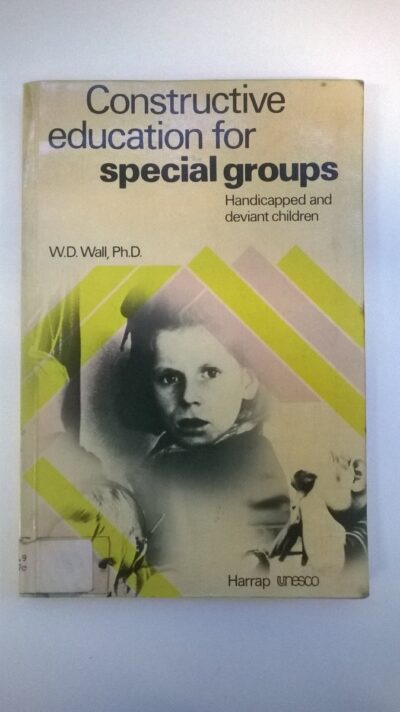 Constructive
education for
special groups
Handicapped and
deviant children
W.D. Wall, Ph.D.
Harrap unesco